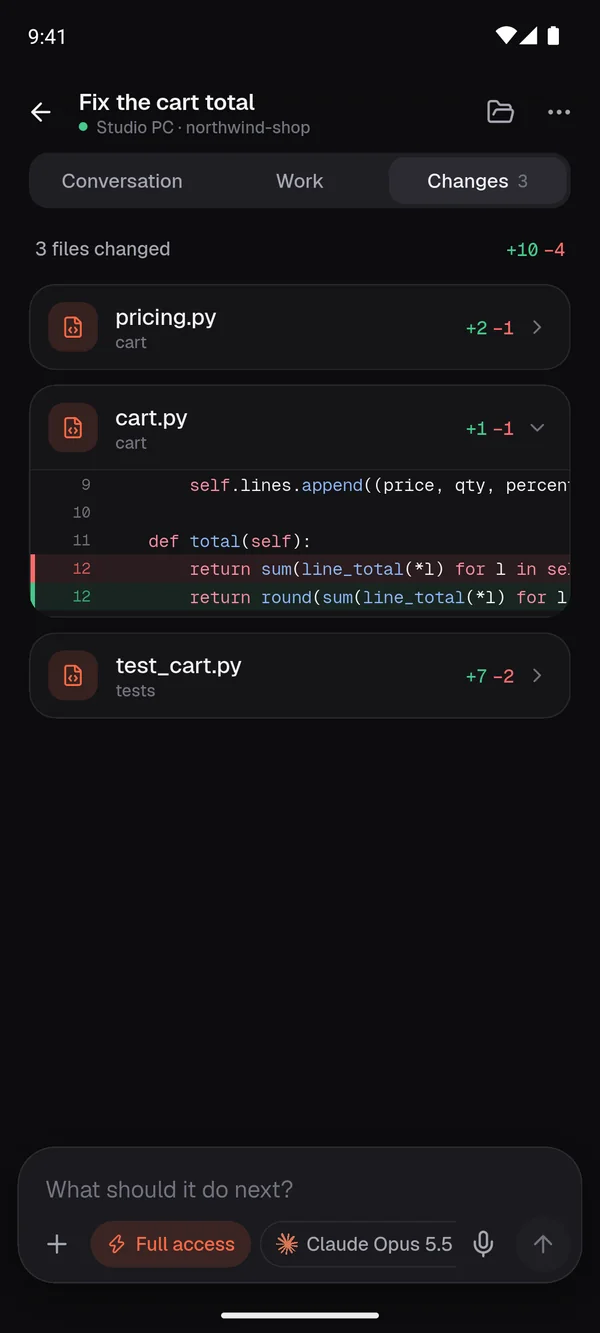 9:41
Fix the cart total
Studio PC · northwind-shop
Conversation Work Changes 3
3 files changed +10 −4
pricing.py
cart
+2 −1
cart.py
cart
+1 −1
9 self.lines.append((price, qty, percen
10
11 def total(self):
12 return sum(line_total(*l) for l in se
12 return round(sum(line_total(*l) for l
test_cart.py
tests
+7 −2
What should it do next?
Full access Claude Opus 5.5